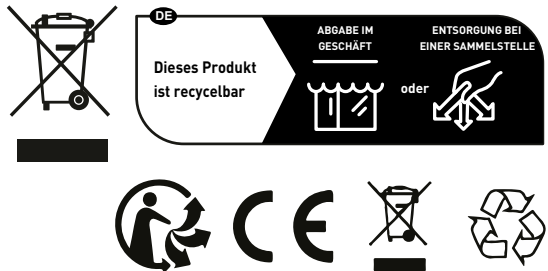 DE
Dieses Produkt
ist recycelbar
ABGABE IM
GESCHÄFT
oder
ENTSORGUNG BEI
EINER SAMMELSTELLE
CE